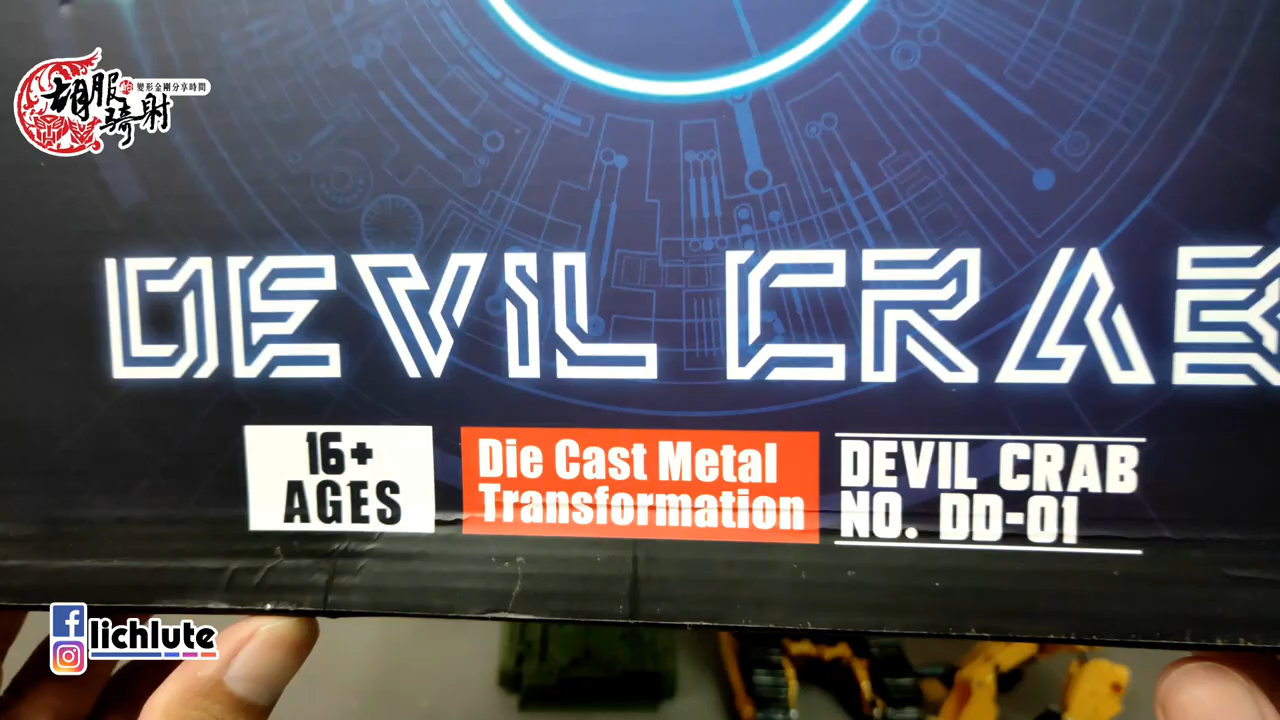 胡服騎射的變形金剛分享時間
DEVIL CRAB
16+
AGES
Die Cast Metal
Transformation
DEVIL CRAB
NO. DD-01
lichlute